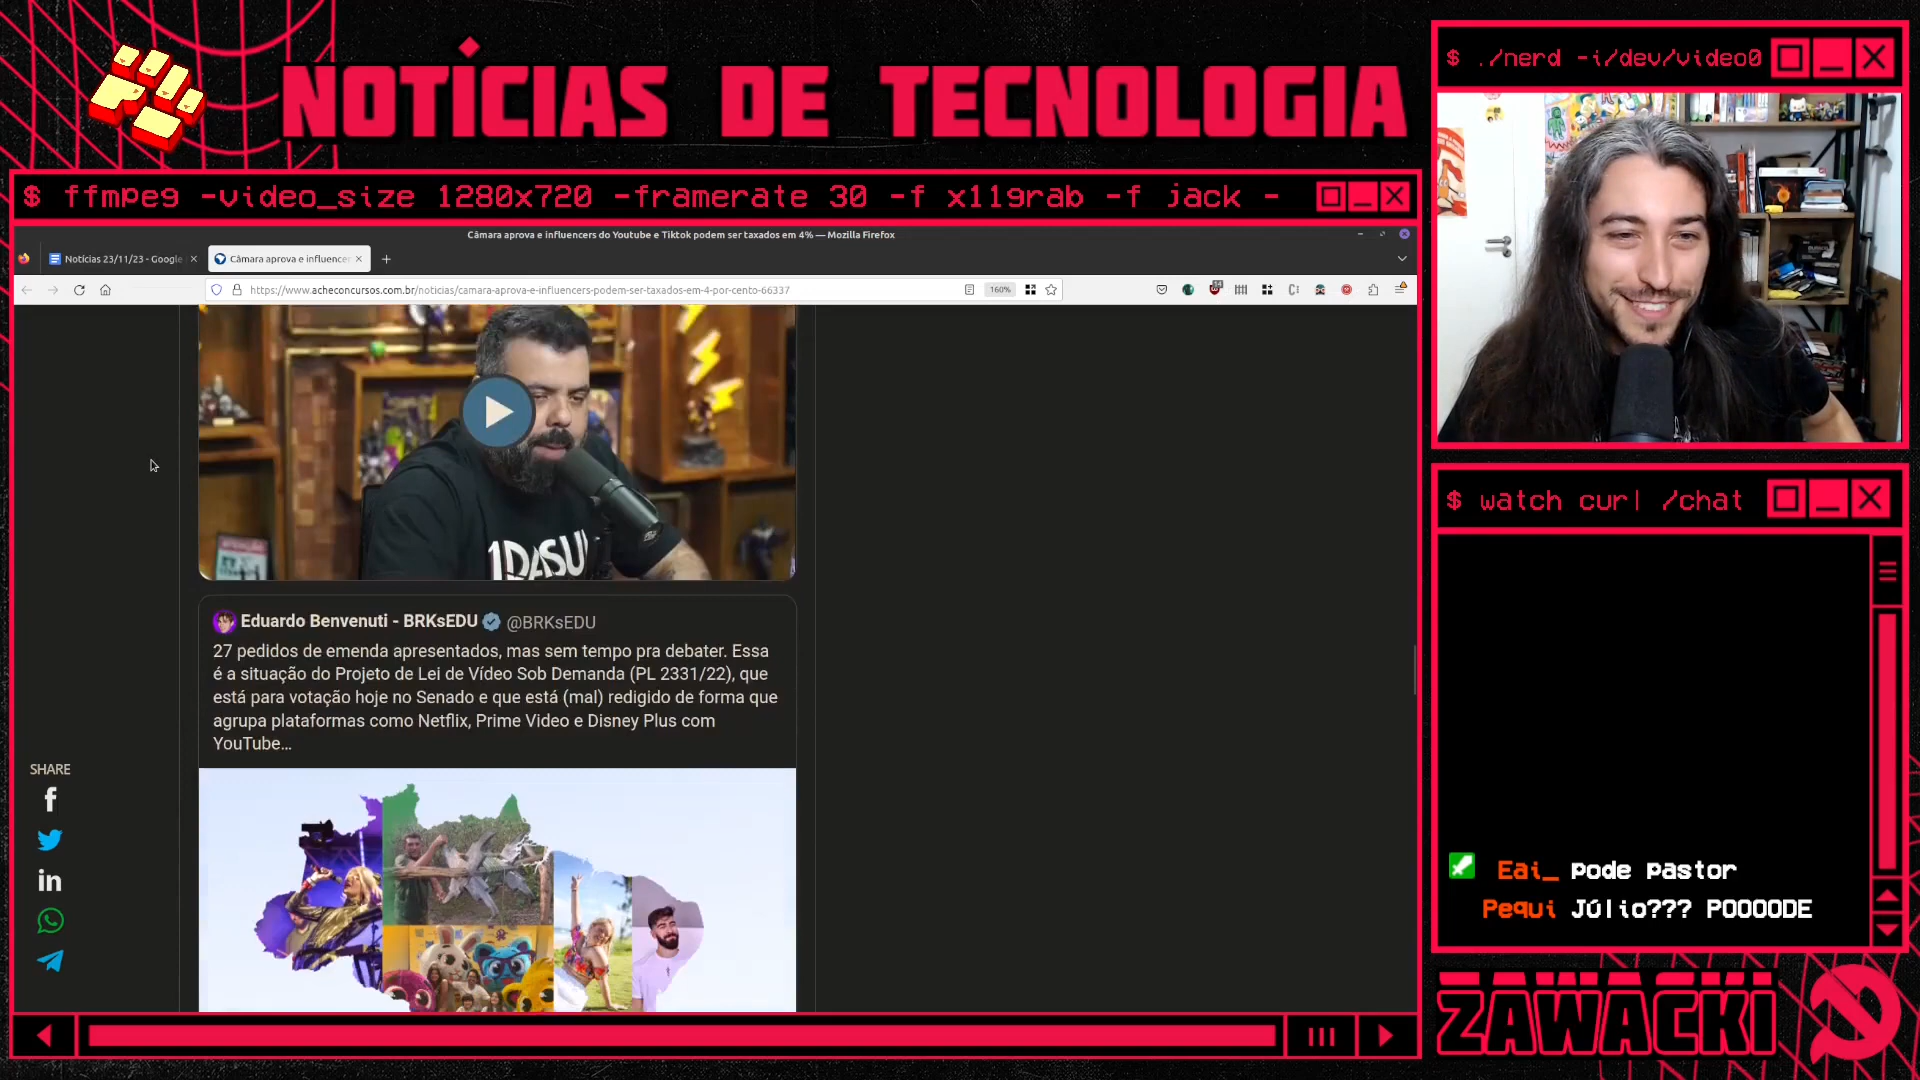 NOTÍCIAS DE TECNOLOGIA
$ ./nerd -i/dev/video0
$ ffmpeg -video_size 1280x720 -framerate 30 -f x11grab -f jack -
Câmara aprova e influencers do Youtube e Tiktok podem ser taxados em 4% — Mozilla Firefox
Notícias 23/11/23 - Google
Câmara aprova e influencer
https://www.acheconcursos.com.br/noticias/camara-aprova-e-influencers-podem-ser-taxados-em-4-por-cento-66337
160%
Eduardo Benvenuti - BRKsEDU @BRKsEDU
27 pedidos de emenda apresentados, mas sem tempo pra debater. Essa
é a situação do Projeto de Lei de Vídeo Sob Demanda (PL 2331/22), que
está para votação hoje no Senado e que está (mal) redigido de forma que
agrupa plataformas como Netflix, Prime Video e Disney Plus com
YouTube…
SHARE
$ watch curl /chat
Eai_ pode pastor
Pequi Júlio??? POOOODE
ZAWACKI